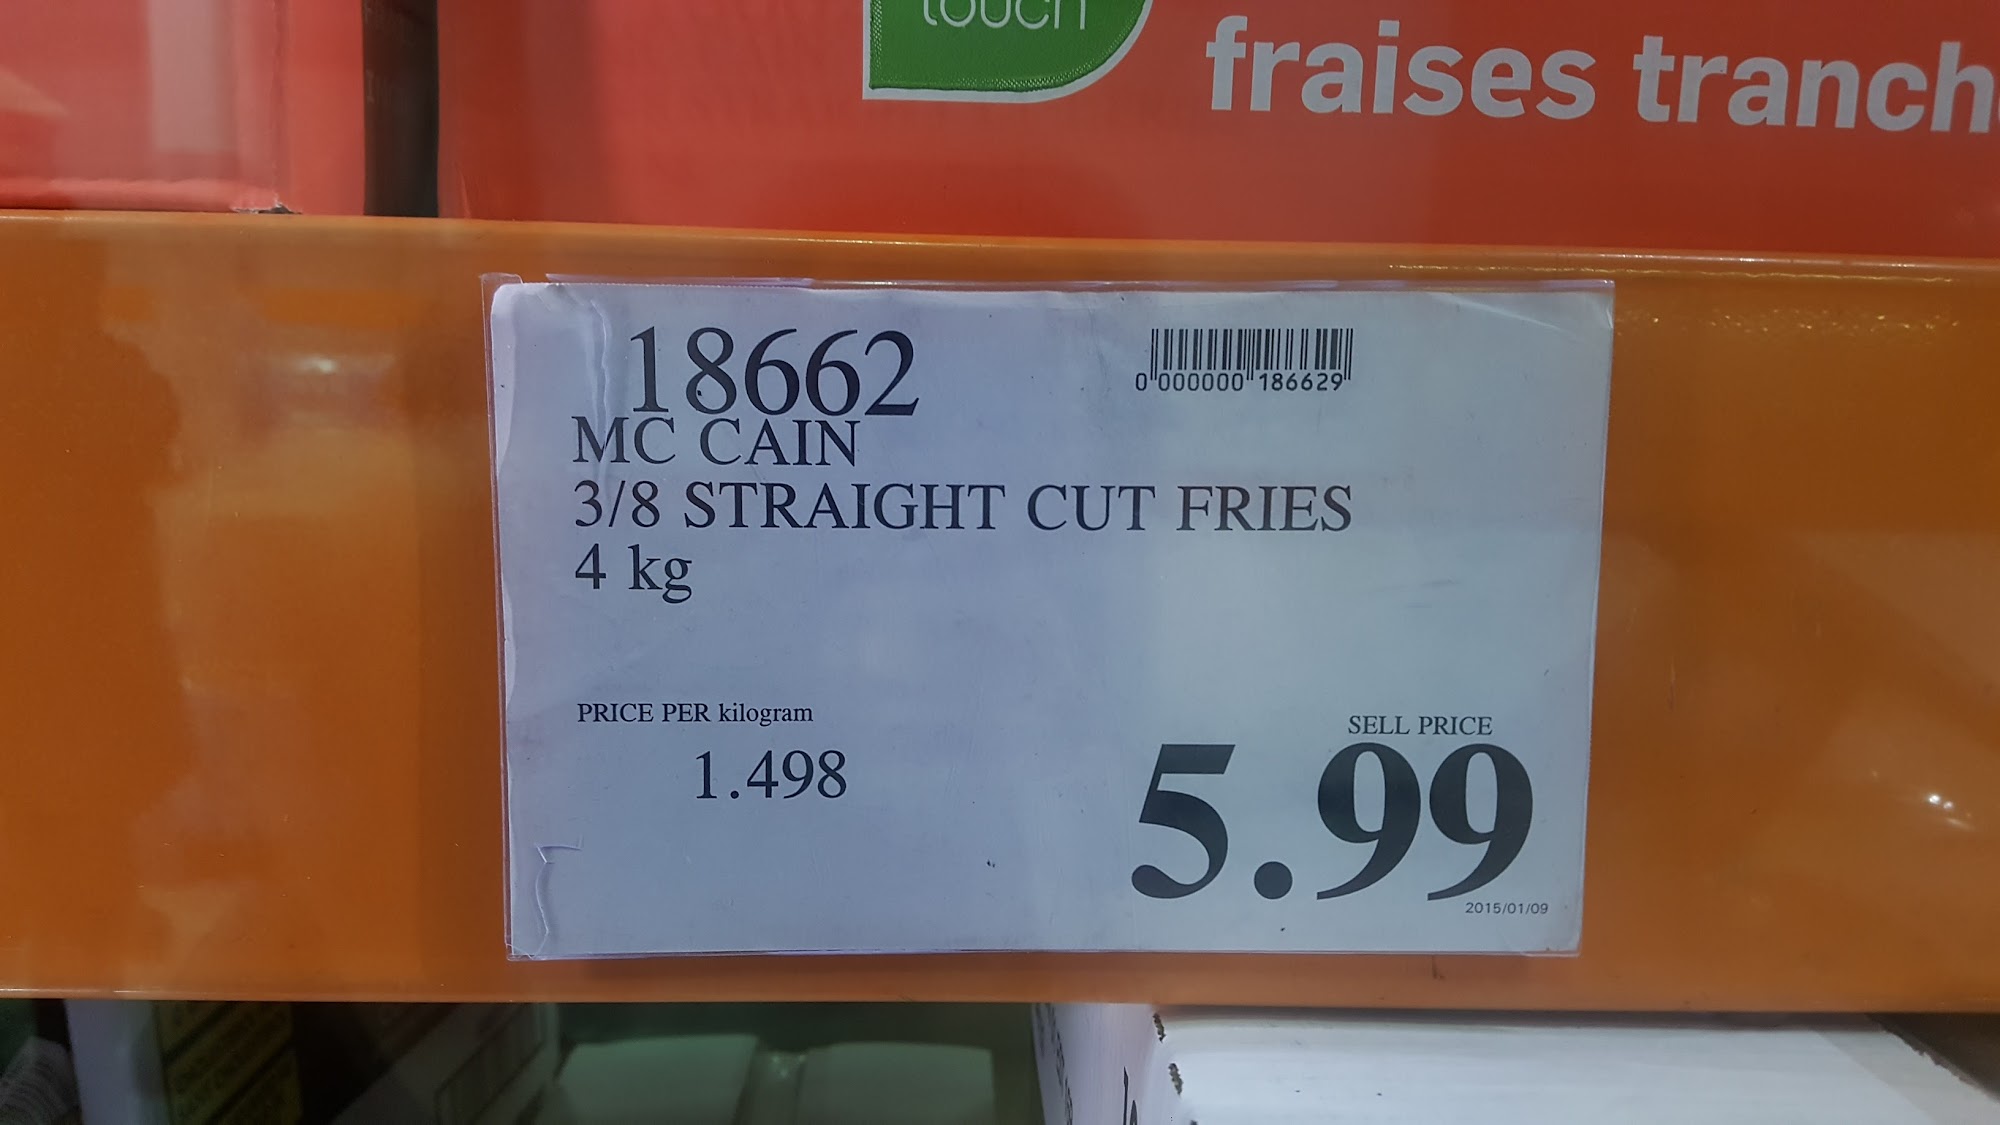 touch
fraises tranch
18662
0 000000 186629
MC CAIN
3/8 STRAIGHT CUT FRIES
4 kg
PRICE PER kilogram
1.498
SELL PRICE
5.99
2015/01/09